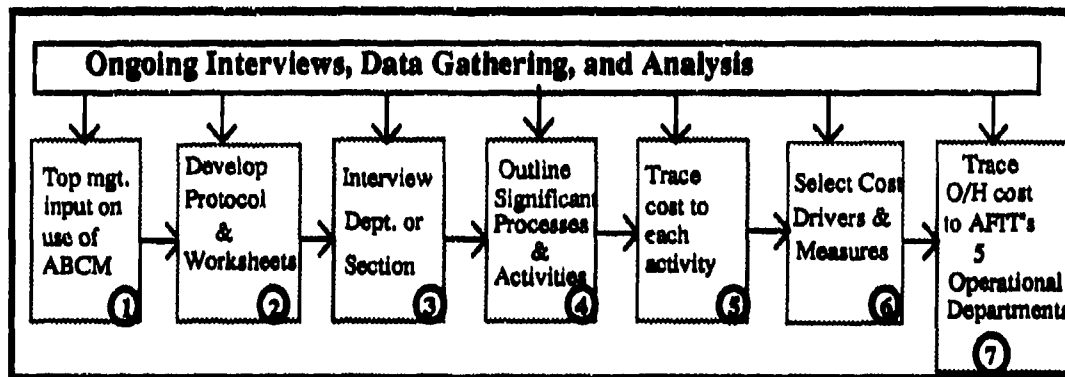 Ongoing Interviews, Data Gathering, and Analysis
Top mgt.
input on
use of
ABCM
1
Develop
Protocol
&
Worksheets
2
Interview
Dept. or
Section
3
Outline
Significant
Processes
&
Activities
4
Trace
cost to
each
activity
5
Select Cost
Drivers &
Measures
6
Trace
O/H cost
to AFIT's
5
Operational
Departments
7